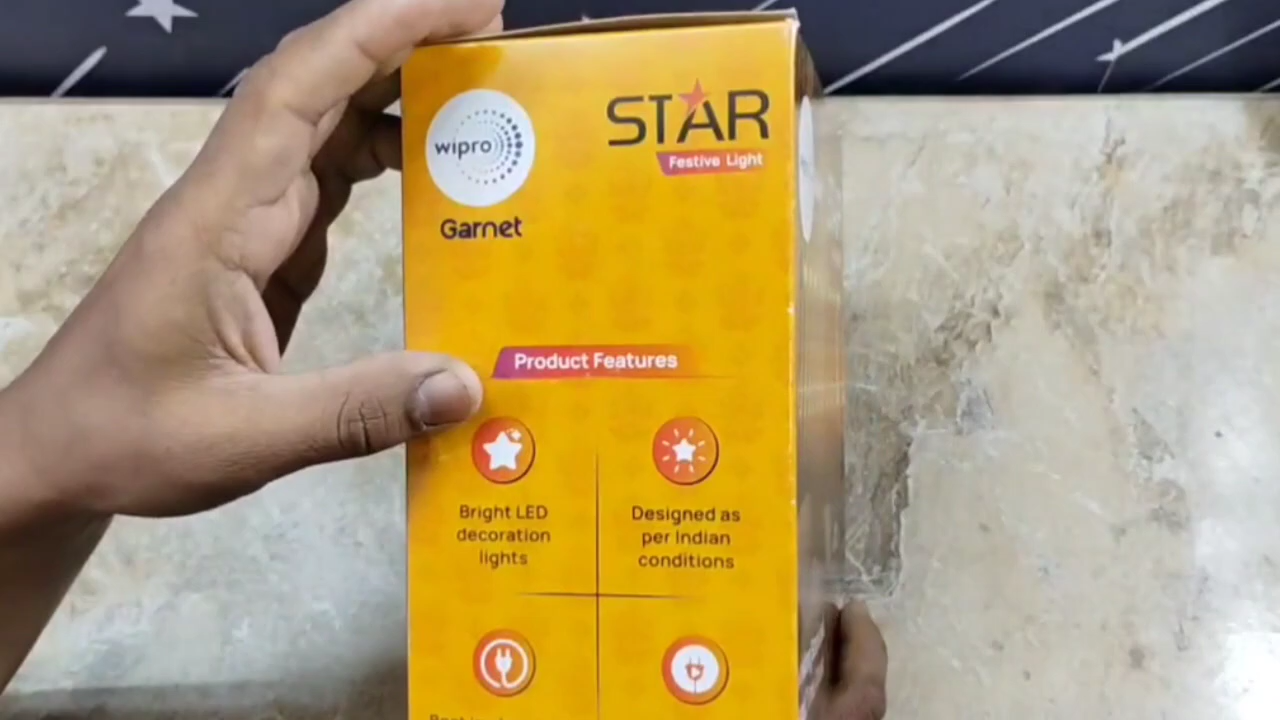 wipro
Garnet
STAR
Festive Light
Product Features
Bright LED
decoration
lights
Designed as
per Indian
conditions